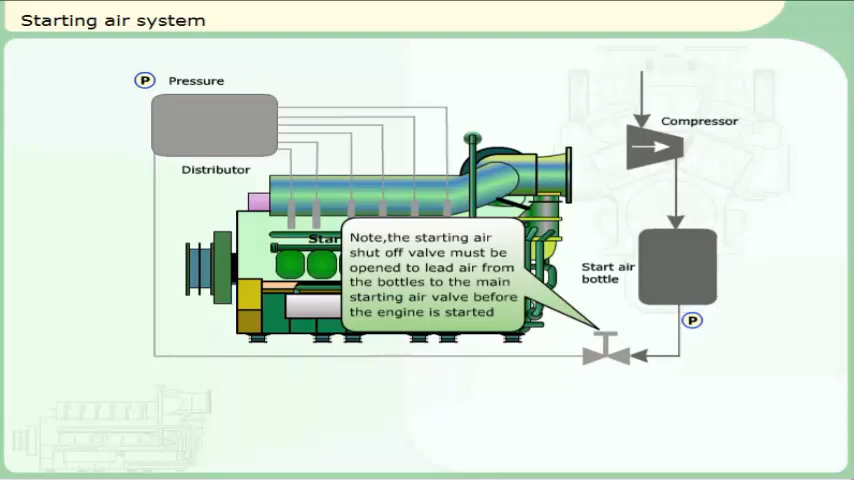 Starting air system
P Pressure
Compressor
Distributor
Star
Note,the starting air
shut off valve must be
opened to lead air from
the bottles to the main
starting air valve before
the engine is started
Start air
bottle
P